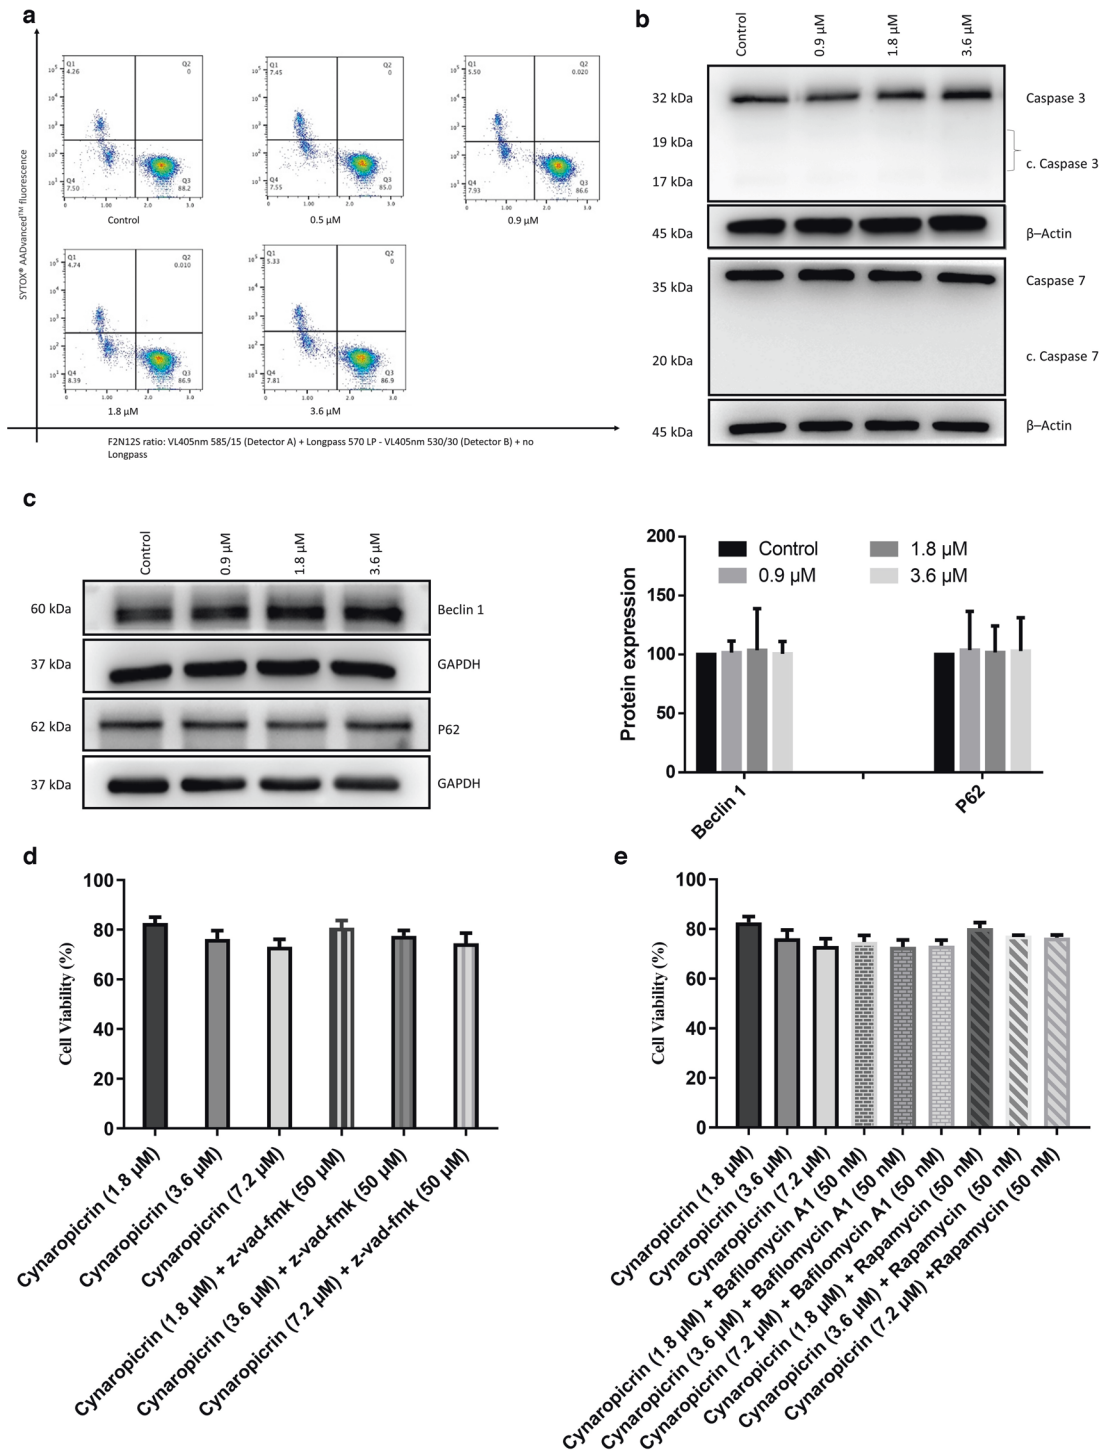 a
SYTOX® AADvanced™ fluorescence
Q1
4.26
Q2
0
Q4
7.50
Q3
88.2
Control
Q1
7.45
Q2
0
Q4
7.55
Q3
85.0
0.5 µM
Q1
5.50
Q2
0.020
Q4
7.93
Q3
86.6
0.9 µM
Q1
4.74
Q2
0.010
Q4
8.39
Q3
86.9
1.8 µM
Q1
5.33
Q2
0
Q4
7.81
Q3
86.9
3.6 µM
F2N12S ratio: VL405nm 585/15 (Detector A) + Longpass 570 LP - VL405nm 530/30 (Detector B) + no
Longpass
b
Control
0.9 µM
1.8 µM
3.6 µM
32 kDa
Caspase 3
19 kDa
c. Caspase 3
17 kDa
45 kDa
β–Actin
35 kDa
Caspase 7
20 kDa
c. Caspase 7
45 kDa
β–Actin
c
Control
0.9 µM
1.8 µM
3.6 µM
60 kDa
Beclin 1
37 kDa
GAPDH
62 kDa
P62
37 kDa
GAPDH
Protein expression
200
150
100
50
0
Control
1.8 µM
0.9 µM
3.6 µM
Beclin 1
P62
d
Cell Viability (%)
100
80
60
40
20
0
Cynaropicrin (1.8 µM)
Cynaropicrin (3.6 µM)
Cynaropicrin (7.2 µM)
Cynaropicrin (1.8 µM) + z-vad-fmk (50 µM)
Cynaropicrin (3.6 µM) + z-vad-fmk (50 µM)
Cynaropicrin (7.2 µM) + z-vad-fmk (50 µM)
e
Cell Viability (%)
100
80
60
40
20
0
Cynaropicrin (1.8 µM)
Cynaropicrin (3.6 µM)
Cynaropicrin (7.2 µM)
Cynaropicrin (1.8 µM) + Bafilomycin A1 (50 nM)
Cynaropicrin (3.6 µM) + Bafilomycin A1 (50 nM)
Cynaropicrin (7.2 µM) + Bafilomycin A1 (50 nM)
Cynaropicrin (1.8 µM) + Rapamycin (50 nM)
Cynaropicrin (3.6 µM) + Rapamycin (50 nM)
Cynaropicrin (7.2 µM) +Rapamycin (50 nM)